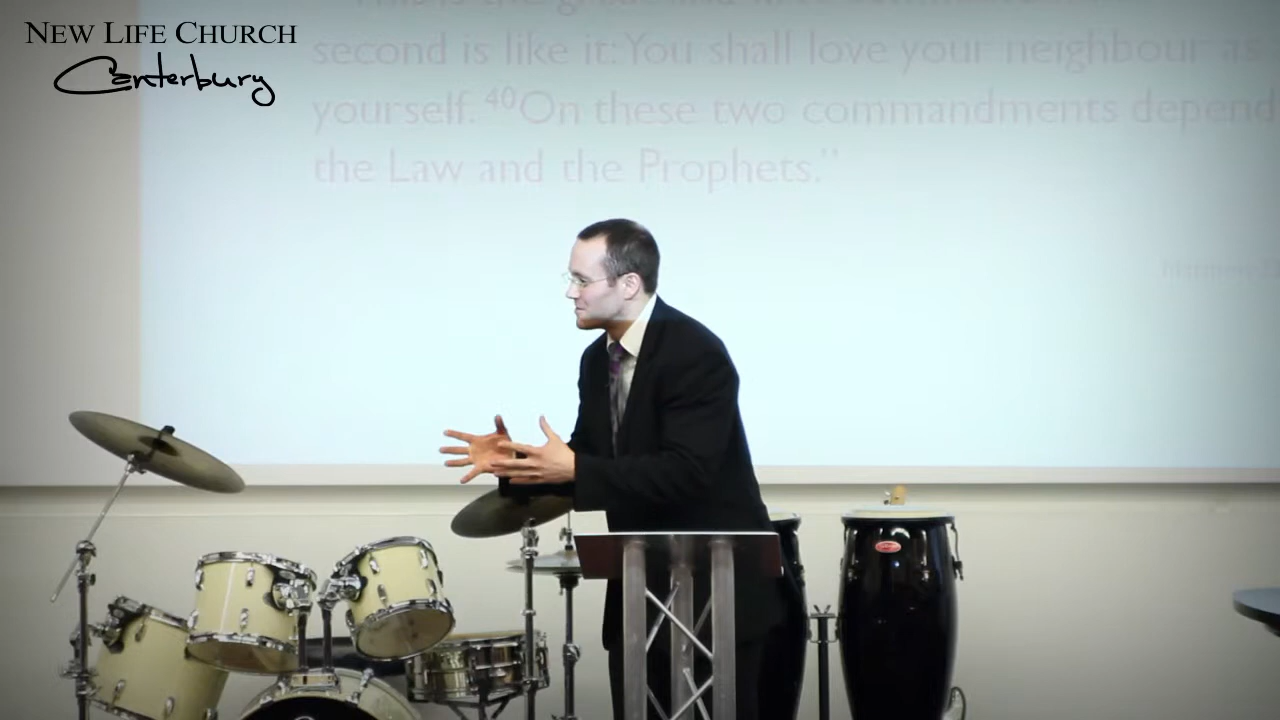 NEW LIFE CHURCH
Canterbury
second is like it: You shall love your neighbour as
yourself. ⁴⁰On these two commandments depend
the Law and the Prophets.”